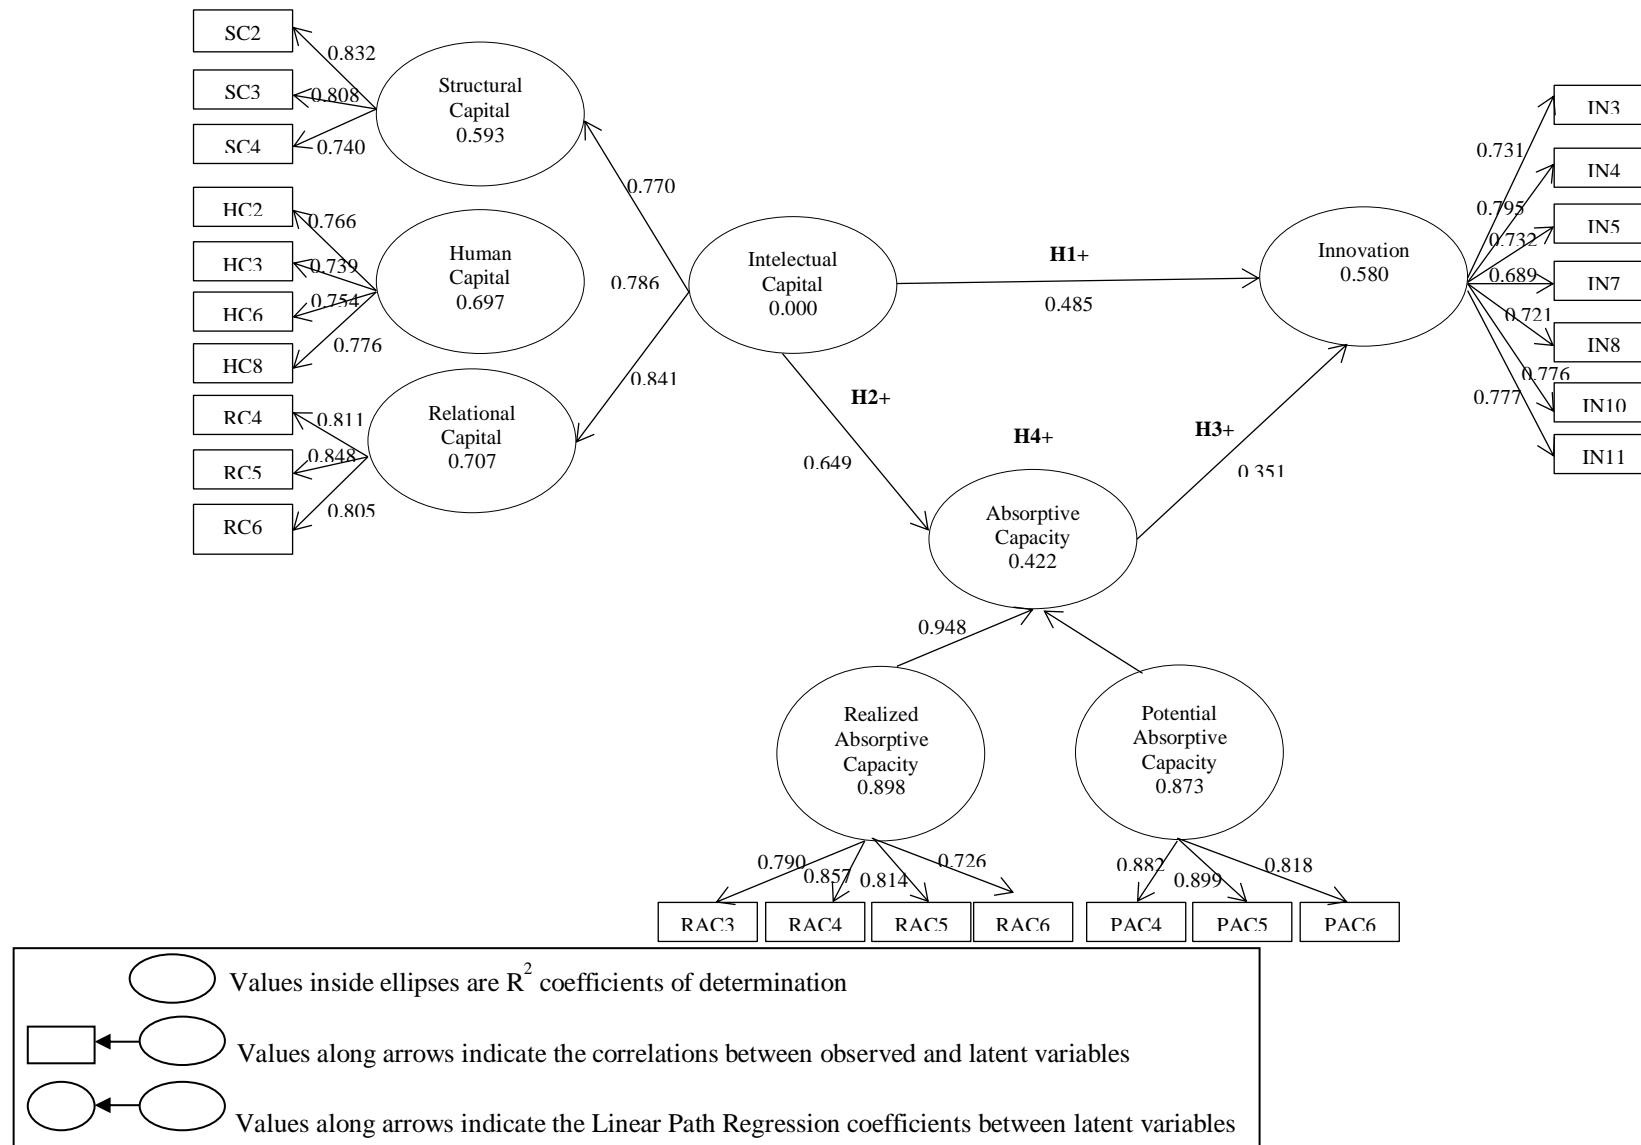 SC2
0.832
SC3
0.808
SC4
0.740
Structural
Capital
0.593
HC2
0.766
HC3
0.739
HC6
0.754
HC8
0.776
Human
Capital
0.697
RC4
0.811
RC5
0.848
RC6
0.805
Relational
Capital
0.707
0.770
0.786
0.841
Intelectual
Capital
0.000
H1+
0.485
H2+
0.649
H4+
H3+
0.351
Innovation
0.580
0.731
0.795
0.732
0.689
0.721
0.776
0.777
IN3
IN4
IN5
IN7
IN8
IN10
IN11
Absorptive
Capacity
0.422
0.948
Realized
Absorptive
Capacity
0.898
Potential
Absorptive
Capacity
0.873
0.790
0.857
0.814
0.726
0.882
0.899
0.818
RAC3
RAC4
RAC5
RAC6
PAC4
PAC5
PAC6
Values inside ellipses are R² coefficients of determination
Values along arrows indicate the correlations between observed and latent variables
Values along arrows indicate the Linear Path Regression coefficients between latent variables